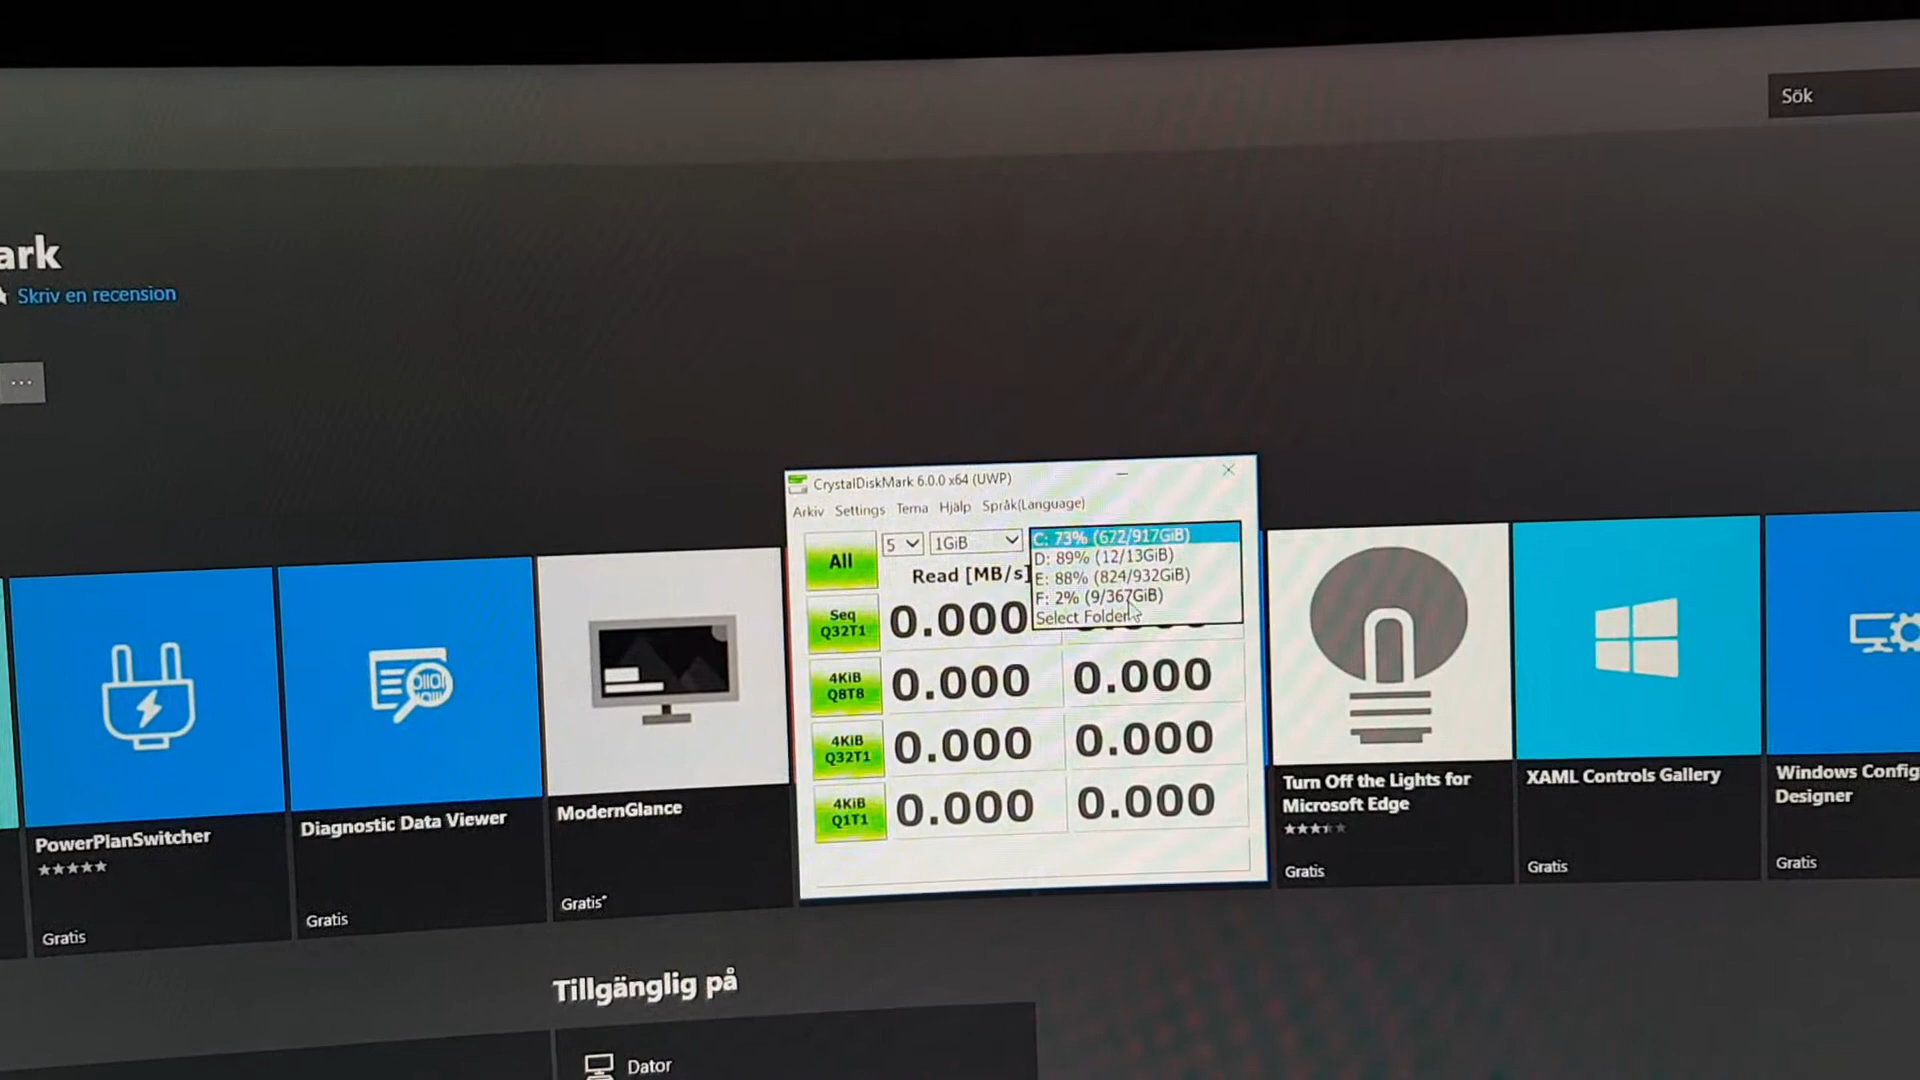 Sök
ark
Skriv en recension
...
CrystalDiskMark 6.0.0 x64 (UWP)
Arkiv Settings Tema Hjälp Språk(Language)
All
5
1GiB
C: 73% (672/917GiB)
D: 89% (12/13GiB)
E: 88% (824/932GiB)
F: 2% (9/367GiB)
Select Folder
Read [MB/s]
Seq
Q32T1
0.000
4KiB
Q8T8
0.000
0.000
4KiB
Q32T1
0.000
0.000
4KiB
Q1T1
0.000
0.000
PowerPlanSwitcher
Gratis
Diagnostic Data Viewer
Gratis
ModernGlance
Gratis*
Turn Off the Lights for
Microsoft Edge
Gratis
XAML Controls Gallery
Gratis
Windows Config
Designer
Gratis
Tillgänglig på
Dator